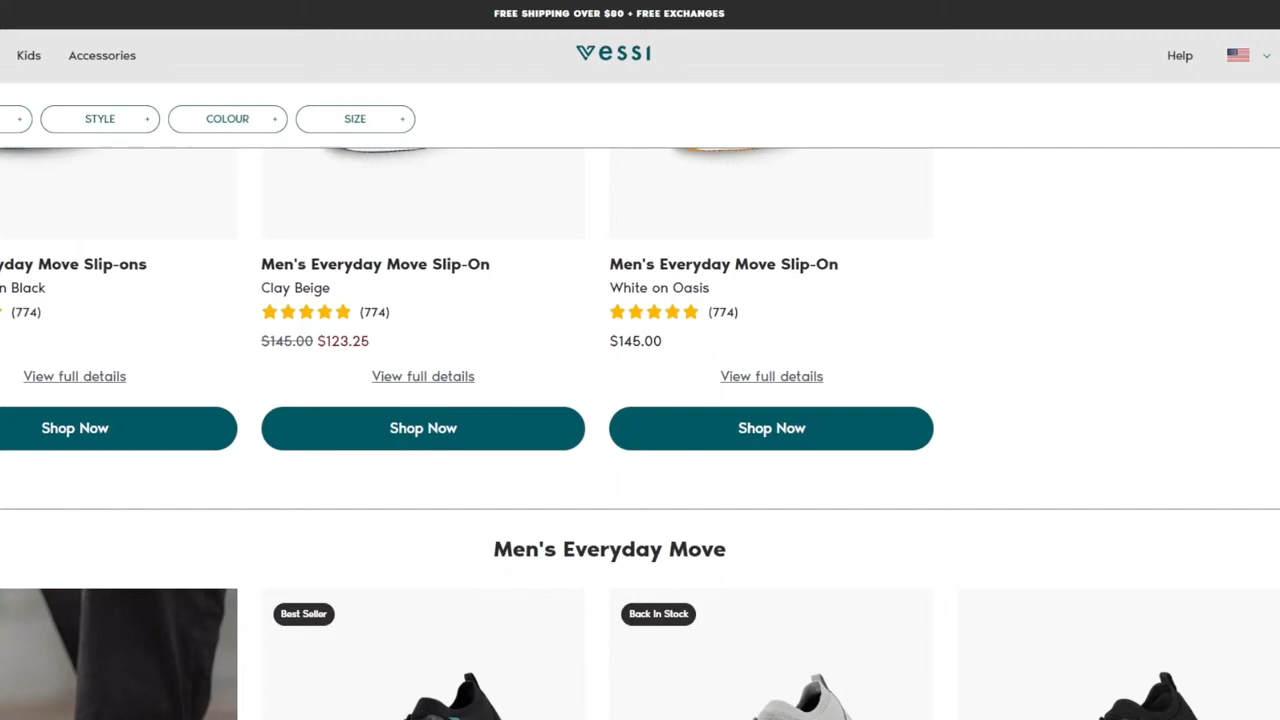 FREE SHIPPING OVER $80 + FREE EXCHANGES
Kids
Accessories
vessi
Help
+
STYLE +
COLOUR +
SIZE +
yday Move Slip-ons
n Black
(774)
Men's Everyday Move Slip-On
Clay Beige
(774)
$145.00 $123.25
Men's Everyday Move Slip-On
White on Oasis
(774)
$145.00
View full details
View full details
View full details
Shop Now
Shop Now
Shop Now
Men's Everyday Move
Best Seller
Back In Stock